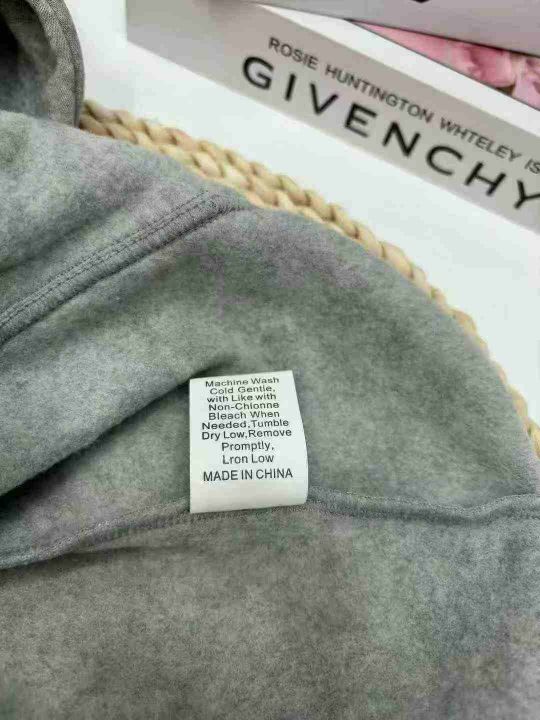 ROSIE HUNTINGTON WHTELEY IS
GIVENCHY
Machine Wash
Cold Gentle,
with Like with
Non-Chionne
Bleach When
Needed,Tumble
Dry Low,Remove
Promptly,
Lron Low
MADE IN CHINA